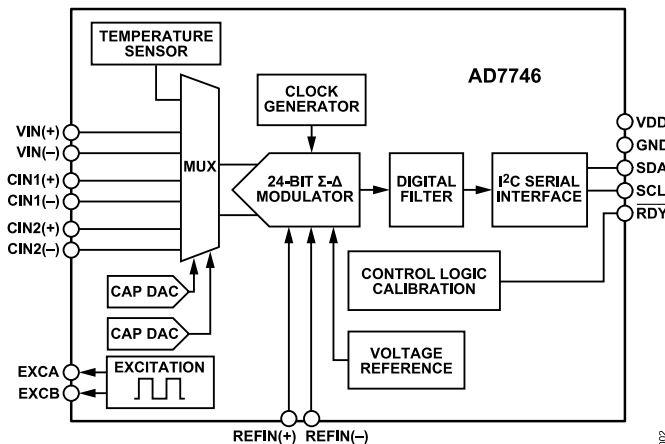 TEMPERATURE
SENSOR
CLOCK
GENERATOR
AD7746
VDD
GND
SDA
SCL
RDY
VIN(+)
VIN(–)
CIN1(+)
CIN1(–)
CIN2(+)
CIN2(–)
MUX
24-BIT Σ-Δ
MODULATOR
DIGITAL
FILTER
I²C SERIAL
INTERFACE
CAP DAC
CAP DAC
CONTROL LOGIC
CALIBRATION
EXCA
EXCB
EXCITATION
VOLTAGE
REFERENCE
REFIN(+)
REFIN(–)
002